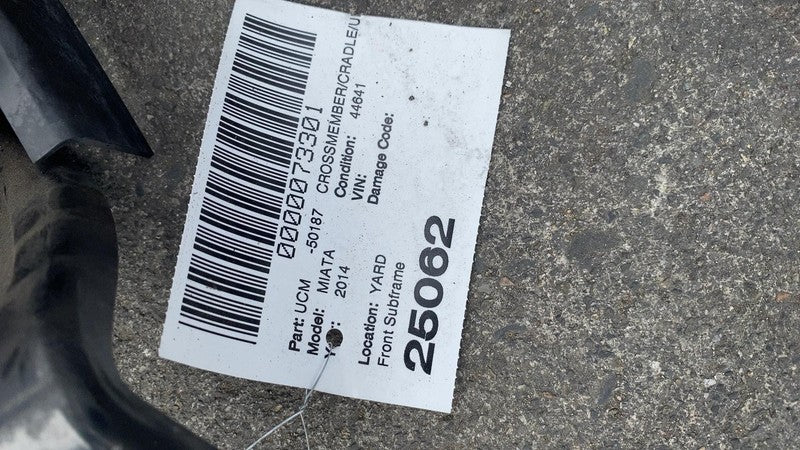 0000073301
Part: UCM -50187 CROSSMEMBER/CRADLE/U
Model: MIATA Condition: 44641
2014 VIN:
Damage Code:
Location: YARD
Front Subframe
25062